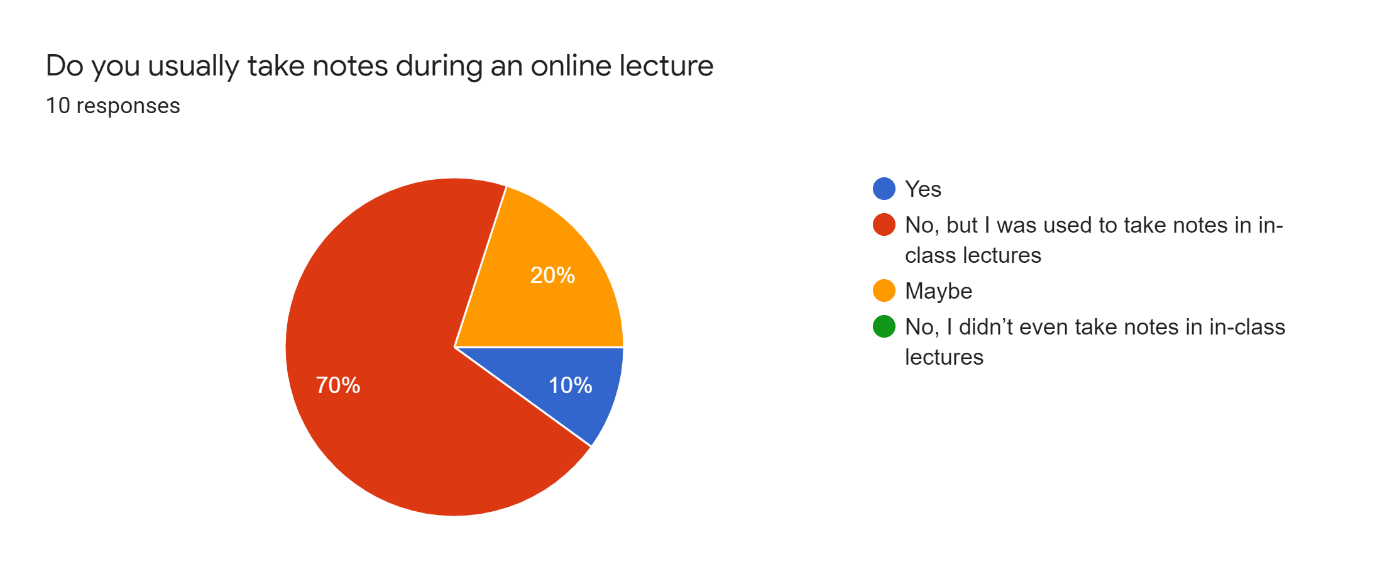 Do you usually take notes during an online lecture
10 responses
20%
70%
10%
Yes
No, but I was used to take notes in in-
class lectures
Maybe
No, I didn’t even take notes in in-class
lectures